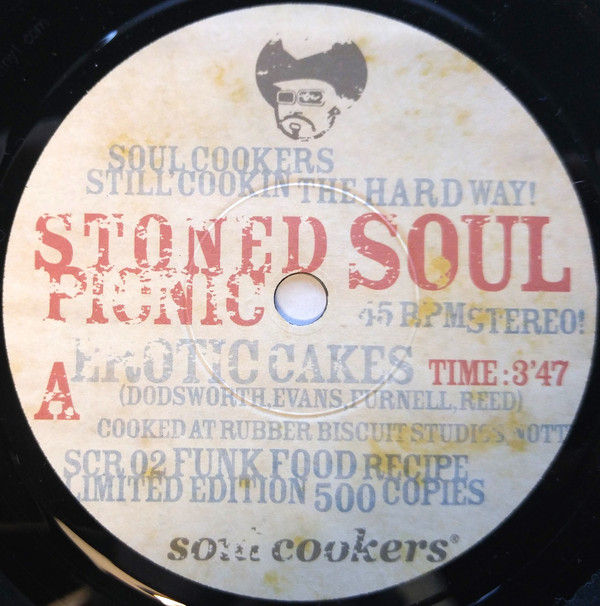 SOUL COOKERS
STILL COOKIN THE HARD WAY!
STONED SOUL
PICNIC
45 RPM STEREO!
EROTIC CAKES
TIME:3'47
A
(DODSWORTH,EVANS,FURNELL,REED)
COOKED AT RUBBER BISCUIT STUDIOS NOTT
SCR 02 FUNK FOOD RECIPE
LIMITED EDITION 500 COPIES
soul cookers®